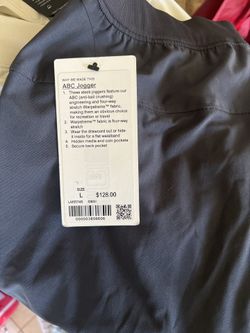 WHY WE MADE THIS
ABC Jogger
1. These sleek joggers feature our
ABC (anti-ball crushing)
engineering and four-way
stretch Warpstreme™ fabric,
making them an obvious choice
for recreation or travel
2. Warpstreme™ fabric is four-way
stretch
3. Wear the drawcord out or hide
it inside for a flat waistband
4. Hidden media and coin pockets
5. Secure back pocket
SIZE
L $128.00